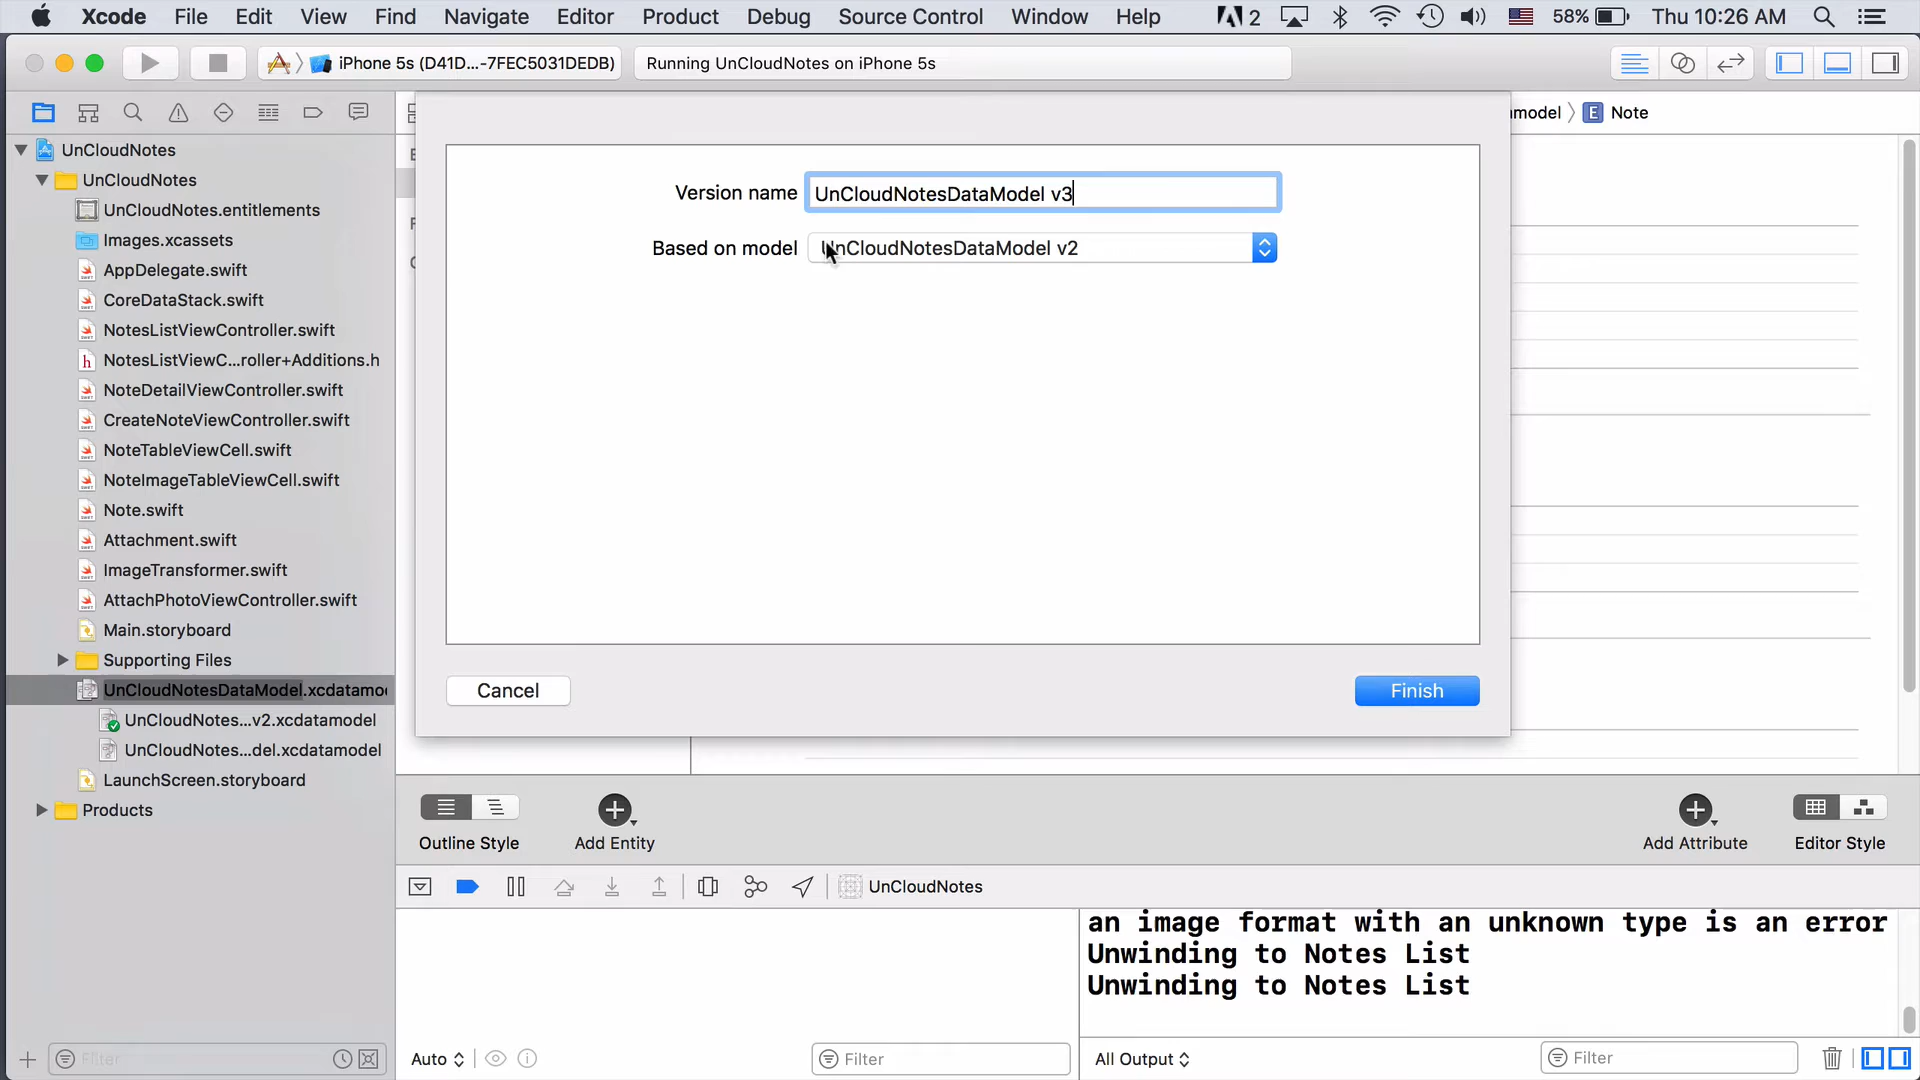 Xcode File Edit View Find Navigate Editor Product Debug Source Control Window Help 2 58% Thu 10:26 AM
iPhone 5s (D41D...-7FEC5031DEDB) Running UnCloudNotes on iPhone 5s
model 〉 E Note
UnCloudNotes
UnCloudNotes
UnCloudNotes.entitlements
Images.xcassets
AppDelegate.swift
CoreDataStack.swift
NotesListViewController.swift
h NotesListViewC...roller+Additions.h
NoteDetailViewController.swift
CreateNoteViewController.swift
NoteTableViewCell.swift
NoteImageTableViewCell.swift
Note.swift
Attachment.swift
ImageTransformer.swift
AttachPhotoViewController.swift
Main.storyboard
Supporting Files
UnCloudNotesDataModel.xcdatamo
UnCloudNotes...v2.xcdatamodel
UnCloudNotes...del.xcdatamodel
LaunchScreen.storyboard
Products
Filter
Version name UnCloudNotesDataModel v3
Based on model UnCloudNotesDataModel v2
Cancel Finish
Outline Style Add Entity Add Attribute Editor Style
UnCloudNotes
an image format with an unknown type is an error
Unwinding to Notes List
Unwinding to Notes List
Auto Filter All Output Filter